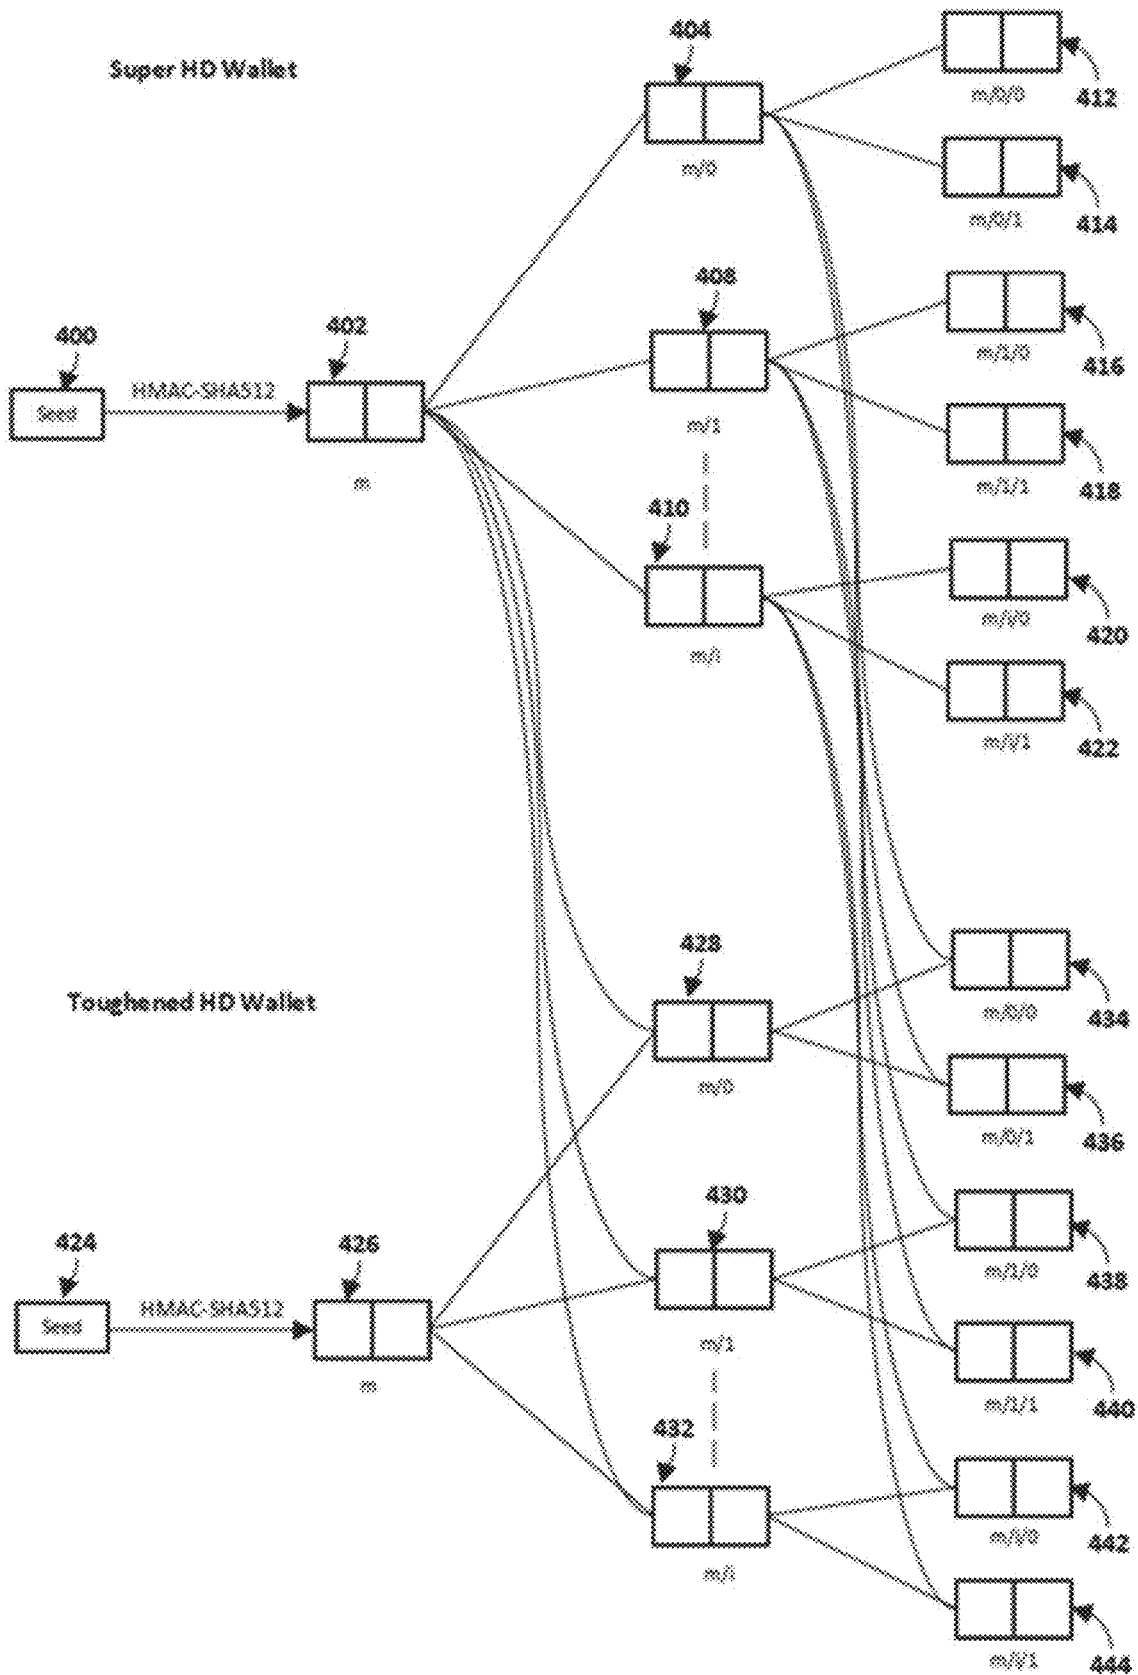 404
Super HD Wallet
412
m/0/0
m/0
414
m/0/1
408
402
400
416
m/1/0
HMAC-SHA512
Seed
m/1
m
418
m/1/1
410
420
m/i/0
m/i
422
m/i/1
428
Toughened HD Wallet
434
m/0/0
m/0
436
m/0/1
430
424
426
438
m/1/0
HMAC-SHA512
Seed
m/1
m
440
m/1/1
432
442
m/i/0
m/i
444
m/i/1